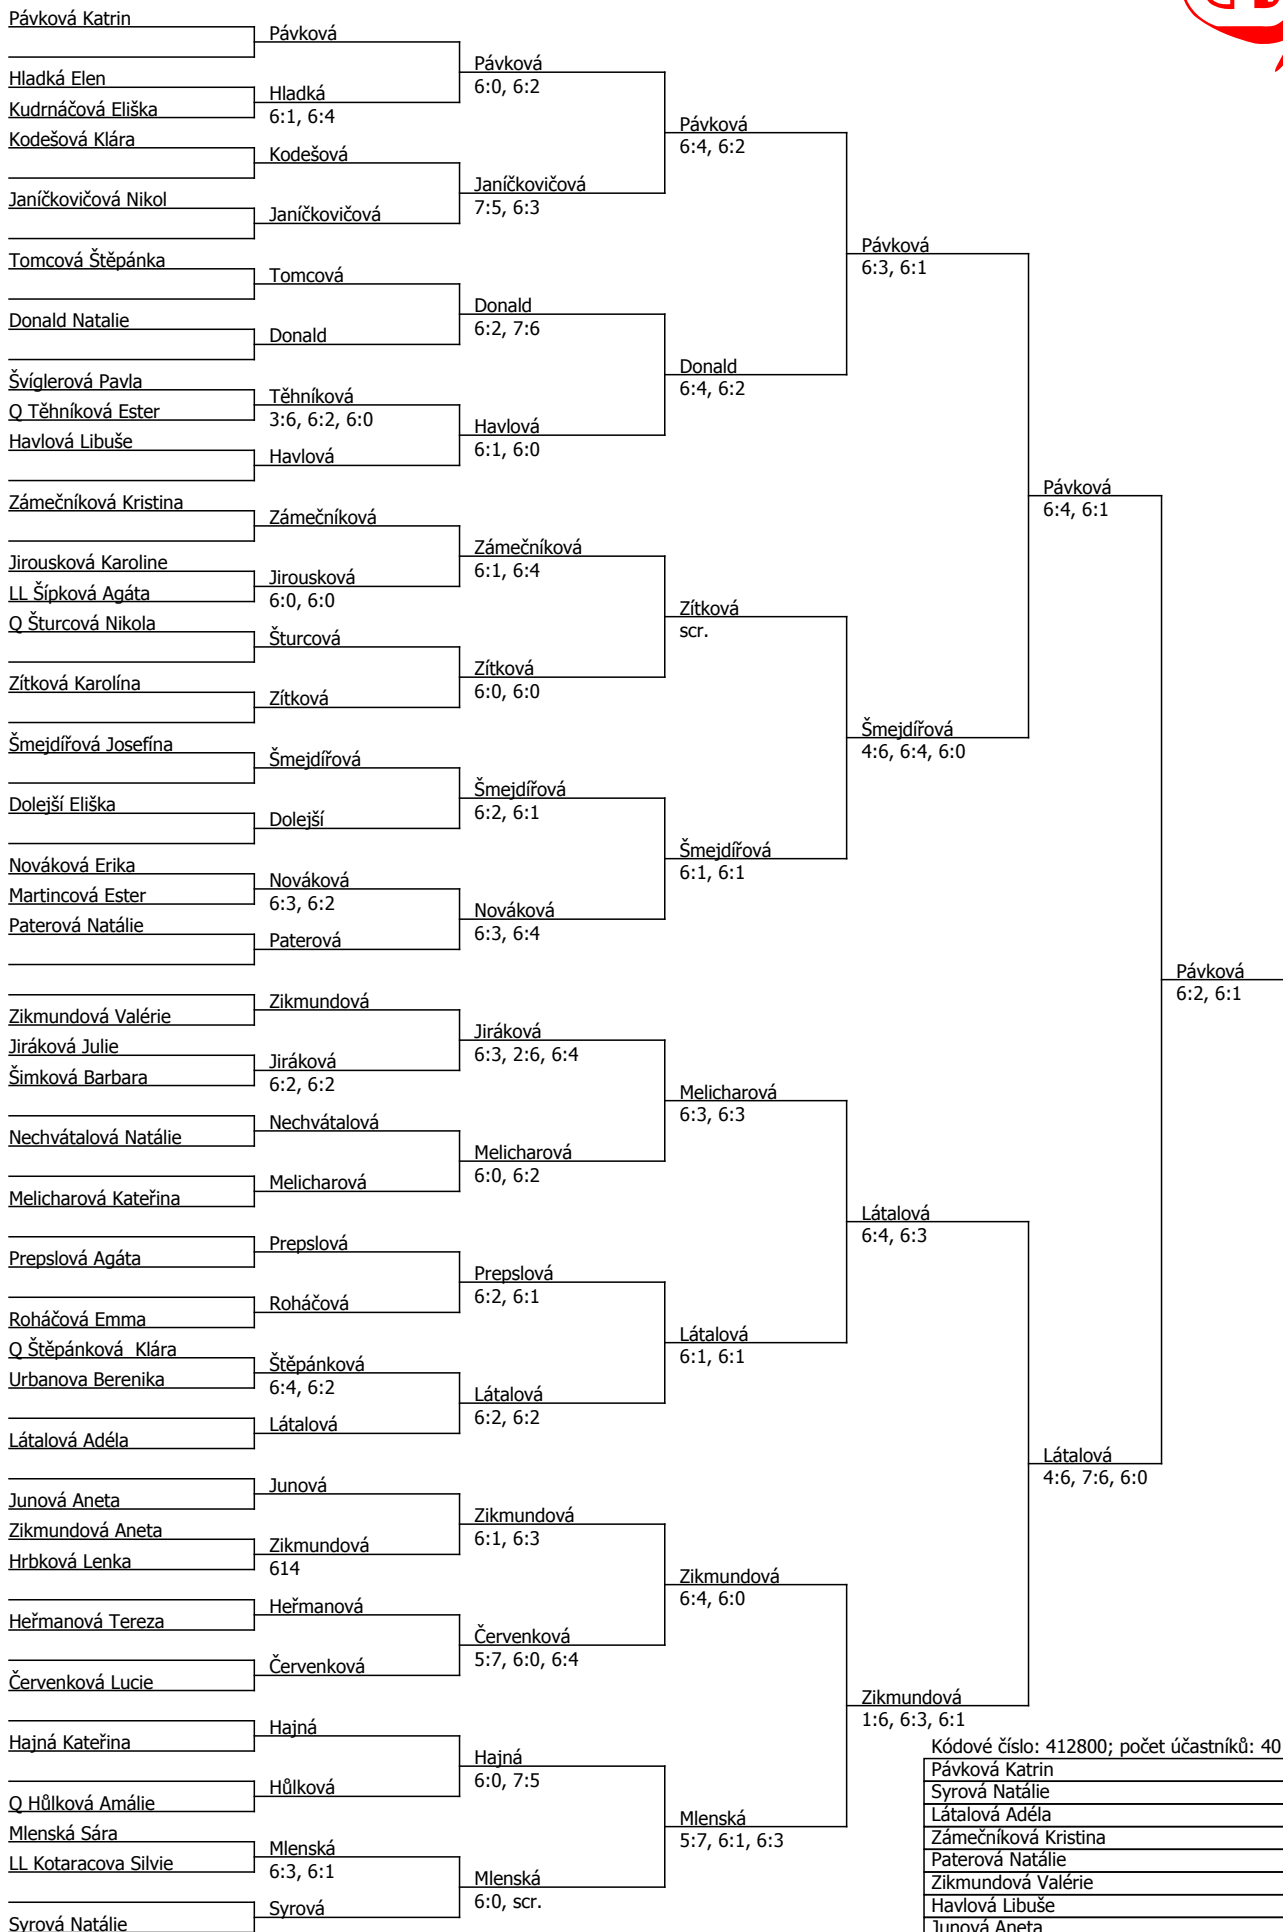 Pávková Katrin
Hladká Elen
Kudrnáčová Eliška
Kodešová Klára
Janíčkovičová Nikol
Tomcová Štěpánka
Donald Natalie
Švíglerová Pavla
Q Těhníková Ester
Havlová Libuše
Zámečníková Kristina
Jirousková Karoline
LL Šípková Agáta
Q Šturcová Nikola
Zítková Karolína
Šmejdířová Josefína
Dolejší Eliška
Nováková Erika
Martincová Ester
Paterová Natálie
Zikmundová Valérie
Jiráková Julie
Šimková Barbara
Nechvátalová Natálie
Melicharová Kateřina
Prepslová Agáta
Roháčová Emma
Q Štěpánková  Klára
Urbanova Berenika
Látalová Adéla
Junová Aneta
Zikmundová Aneta
Hrbková Lenka
Heřmanová Tereza
Červenková Lucie
Hajná Kateřina
Q Hůlková Amálie
Mlenská Sára
LL Kotaracova Silvie
Syrová Natálie
Pávková
Hladká
6:1, 6:4
Kodešová
Janíčkovičová
Tomcová
Donald
Těhníková
3:6, 6:2, 6:0
Havlová
Zámečníková
Jirousková
6:0, 6:0
Šturcová
Zítková
Šmejdířová
Dolejší
Nováková
6:3, 6:2
Paterová
Zikmundová
Jiráková
6:2, 6:2
Nechvátalová
Melicharová
Prepslová
Roháčová
Štěpánková
6:4, 6:2
Látalová
Junová
Zikmundová
614
Heřmanová
Červenková
Hajná
Hůlková
Mlenská
6:3, 6:1
Syrová
Pávková
6:0, 6:2
Janíčkovičová
7:5, 6:3
Donald
6:2, 7:6
Havlová
6:1, 6:0
Zámečníková
6:1, 6:4
Zítková
6:0, 6:0
Šmejdířová
6:2, 6:1
Nováková
6:3, 6:4
Jiráková
6:3, 2:6, 6:4
Melicharová
6:0, 6:2
Prepslová
6:2, 6:1
Látalová
6:2, 6:2
Zikmundová
6:1, 6:3
Červenková
5:7, 6:0, 6:4
Hajná
6:0, 7:5
Mlenská
6:0, scr.
Pávková
6:4, 6:2
Donald
6:4, 6:2
Zítková
scr.
Šmejdířová
6:1, 6:1
Melicharová
6:3, 6:3
Látalová
6:1, 6:1
Zikmundová
6:4, 6:0
Mlenská
5:7, 6:1, 6:3
Pávková
6:3, 6:1
Šmejdířová
4:6, 6:4, 6:0
Látalová
6:4, 6:3
Zikmundová
1:6, 6:3, 6:1
Pávková
6:4, 6:1
Látalová
4:6, 7:6, 6:0
Pávková
6:2, 6:1
Kódové číslo: 412800; počet účastníků: 40
Pávková Katrin
Syrová Natálie
Látalová Adéla
Zámečníková Kristina
Paterová Natálie
Zikmundová Valérie
Havlová Libuše
Junová Aneta